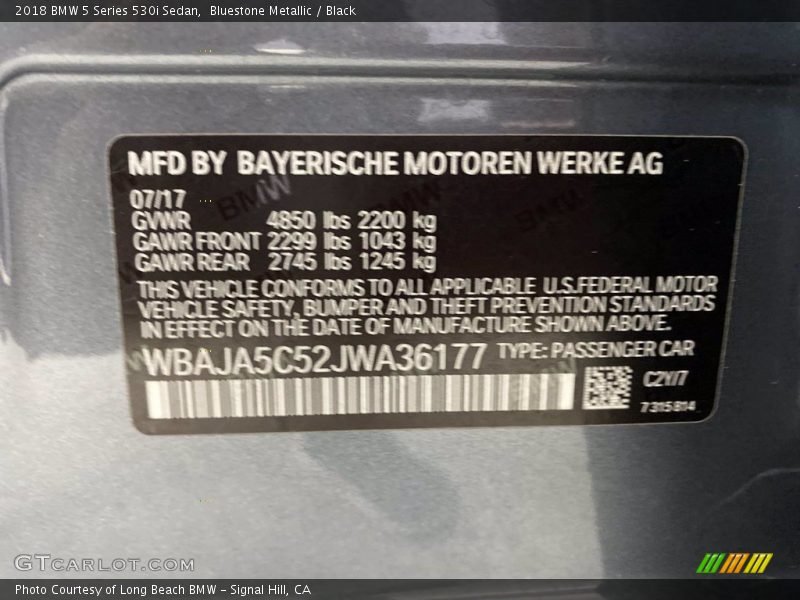 2018 BMW 5 Series 530i Sedan,  Bluestone Metallic / Black
MFD BY BAYERISCHE MOTOREN WERKE AG
07/17
GVWR 4850 lbs 2200 kg
GAWR FRONT 2299 lbs 1043 kg
GAWR REAR 2745 lbs 1245 kg
THIS VEHICLE CONFORMS TO ALL APPLICABLE U.S.FEDERAL MOTOR
VEHICLE SAFETY, BUMPER AND THEFT PREVENTION STANDARDS
IN EFFECT ON THE DATE OF MANUFACTURE SHOWN ABOVE.
WBAJA5C52JWA36177 TYPE: PASSENGER CAR
C2Y/7
7 315 814
GTCARLOT.COM
Photo Courtesy of Long Beach BMW – Signal Hill, CA